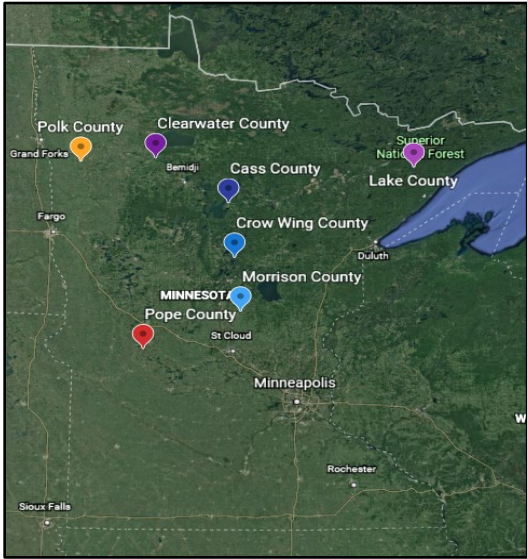 Polk County
Clearwater County
Grand Forks
Bemidji
Superior
National Forest
Cass County
Lake County
Fargo
Crow Wing County
Duluth
Morrison County
MINNESOTA
Pope County
St Cloud
Minneapolis
W
Rochester
Sioux Falls